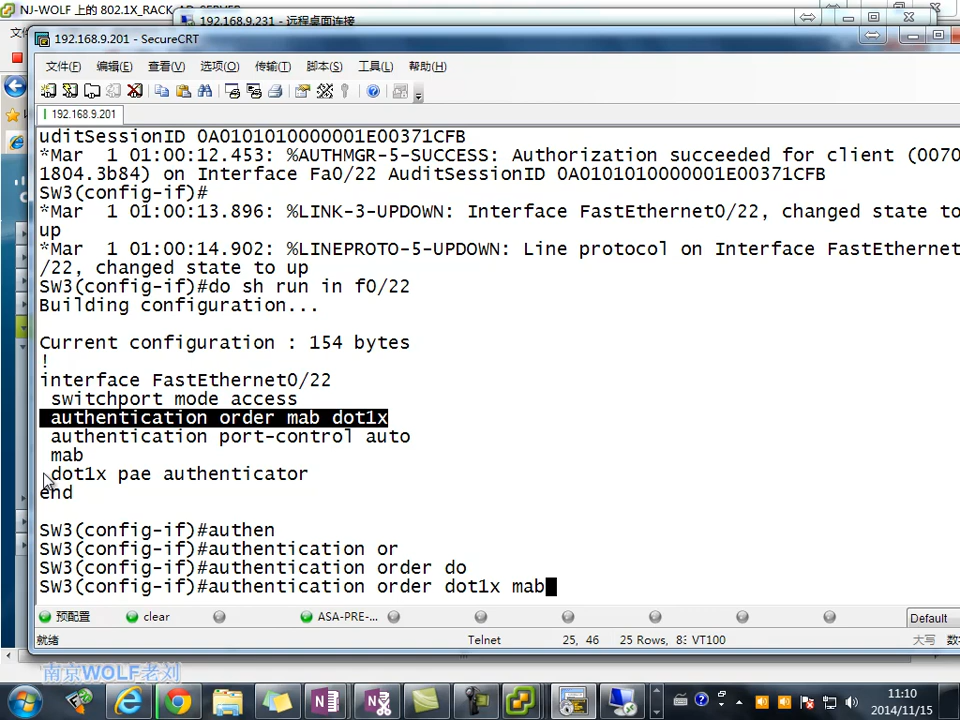 NJ-WOLF 上的 802.1X_RACK_AD_SERVER
192.168.9.231 - 远程桌面连接
192.168.9.201 - SecureCRT
文件(F) 编辑(E) 查看(V) 选项(O) 传输(T) 脚本(S) 工具(L) 帮助(H)
192.168.9.201
uditSessionID 0A0101010000001E00371CFB
*Mar  1 01:00:12.453: %AUTHMGR-5-SUCCESS: Authorization succeeded for client (0070
1804.3b84) on Interface Fa0/22 AuditSessionID 0A0101010000001E00371CFB
SW3(config-if)#
*Mar  1 01:00:13.896: %LINK-3-UPDOWN: Interface FastEthernet0/22, changed state to
up
*Mar  1 01:00:14.902: %LINEPROTO-5-UPDOWN: Line protocol on Interface FastEthernet
/22, changed state to up
SW3(config-if)#do sh run in f0/22
Building configuration...
Current configuration : 154 bytes
!
interface FastEthernet0/22
switchport mode access
authentication order mab dot1x
authentication port-control auto
mab
dot1x pae authenticator
end
SW3(config-if)#authen
SW3(config-if)#authentication or
SW3(config-if)#authentication order do
SW3(config-if)#authentication order dot1x mab
预配置 clear ASA-PRE-... Default
就绪 Telnet 25, 46 25 Rows, 8 VT100 大写 数
南京WOLF老刘
11:10
2014/11/15